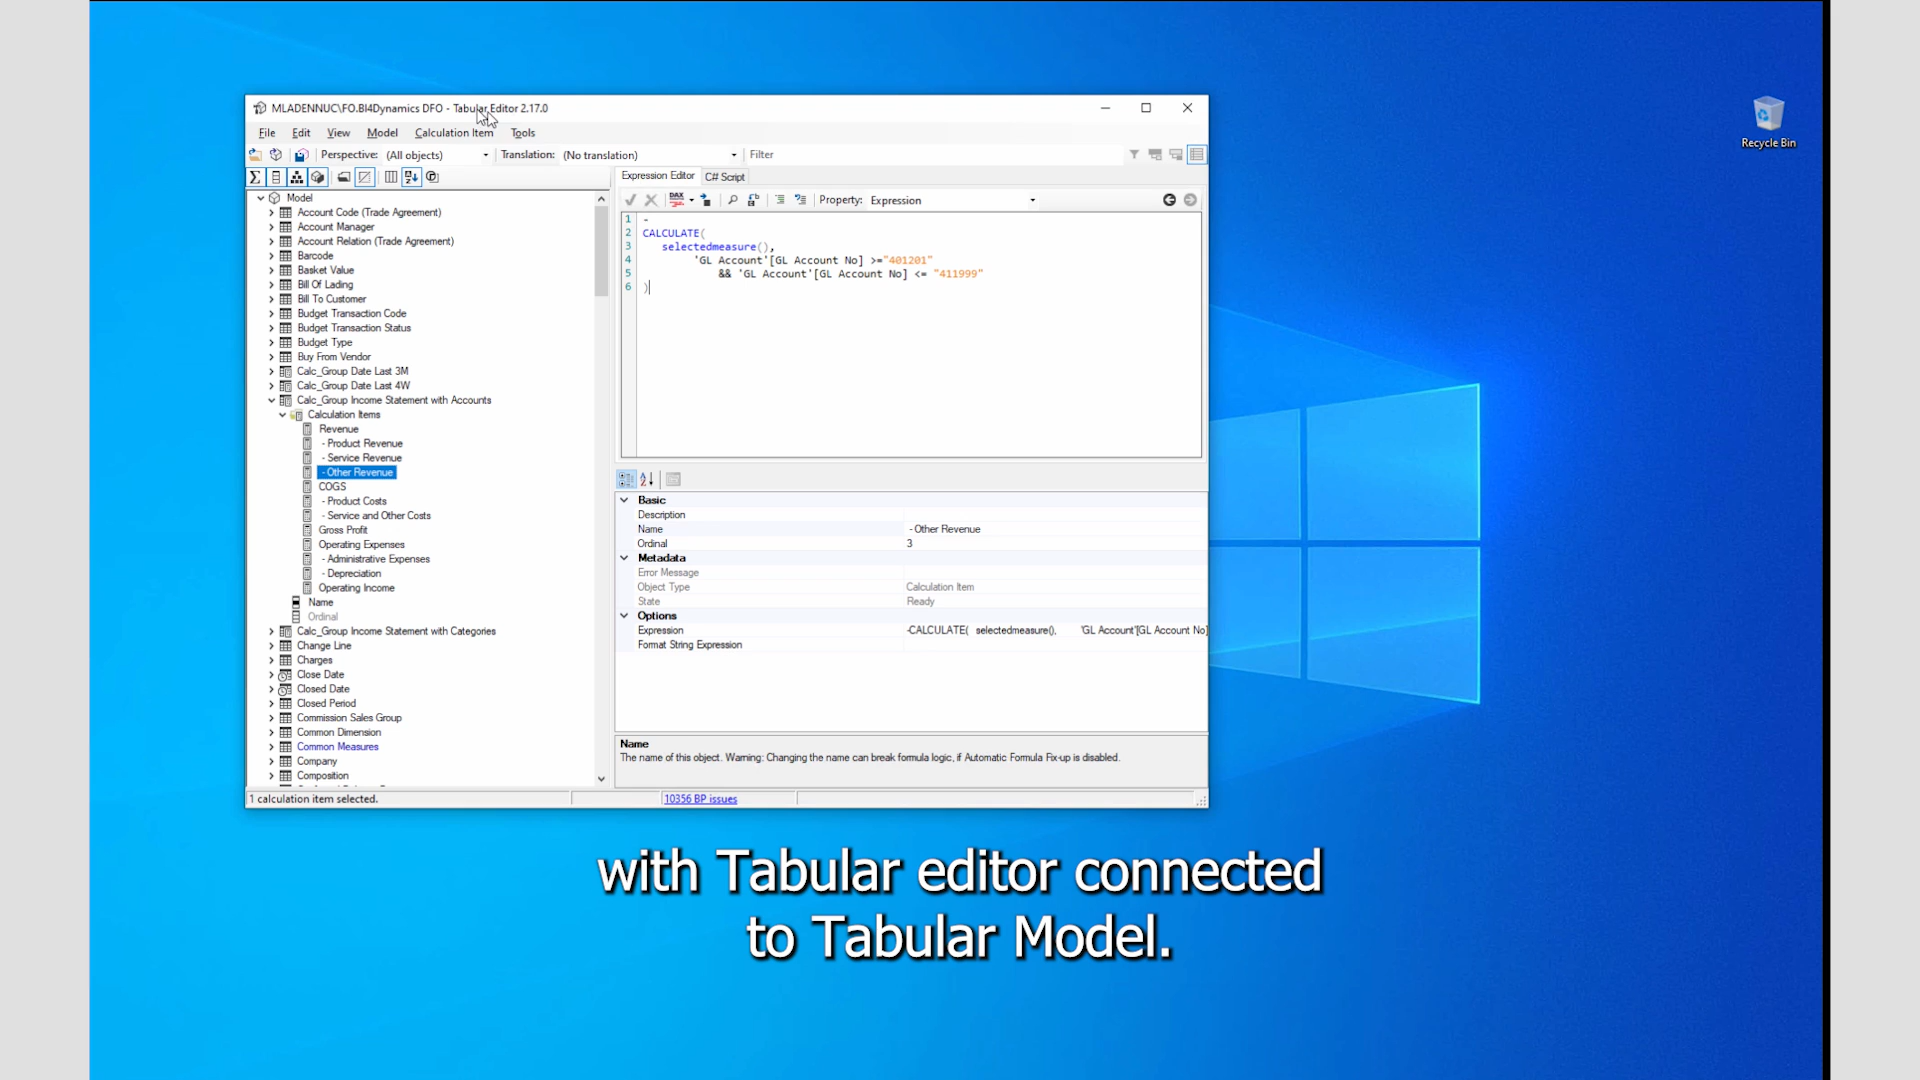 MLADENNUC\FO.BI4Dynamics DFO - Tabular Editor 2.17.0
File Edit View Model Calculation Item Tools
Perspective: (All objects) Translation: (No translation) Filter
Model
Account Code (Trade Agreement)
Account Manager
Account Relation (Trade Agreement)
Barcode
Basket Value
Bill Of Lading
Bill To Customer
Budget Transaction Code
Budget Transaction Status
Budget Type
Buy From Vendor
Calc_Group Date Last 3M
Calc_Group Date Last 4W
Calc_Group Income Statement with Accounts
Calculation Items
Revenue
- Product Revenue
- Service Revenue
- Other Revenue
COGS
- Product Costs
- Service and Other Costs
Gross Profit
Operating Expenses
- Administrative Expenses
- Depreciation
Operating Income
Name
Ordinal
Calc_Group Income Statement with Categories
Change Line
Charges
Close Date
Closed Date
Closed Period
Commission Sales Group
Common Dimension
Common Measures
Company
Composition
Expression Editor C# Script
DAX Property: Expression
1 -
2 CALCULATE(
3 selectedmeasure(),
4 'GL Account'[GL Account No] >="401201"
5 && 'GL Account'[GL Account No] <= "411999"
6 )
Basic
Description
Name - Other Revenue
Ordinal 3
Metadata
Error Message
Object Type Calculation Item
State Ready
Options
Expression -CALCULATE( selectedmeasure(), 'GL Account'[GL Account No]
Format String Expression
Name
The name of this object. Warning: Changing the name can break formula logic, if Automatic Formula Fix-up is disabled.
1 calculation item selected. 10356 BP issues
Recycle Bin
with Tabular editor connected
to Tabular Model.